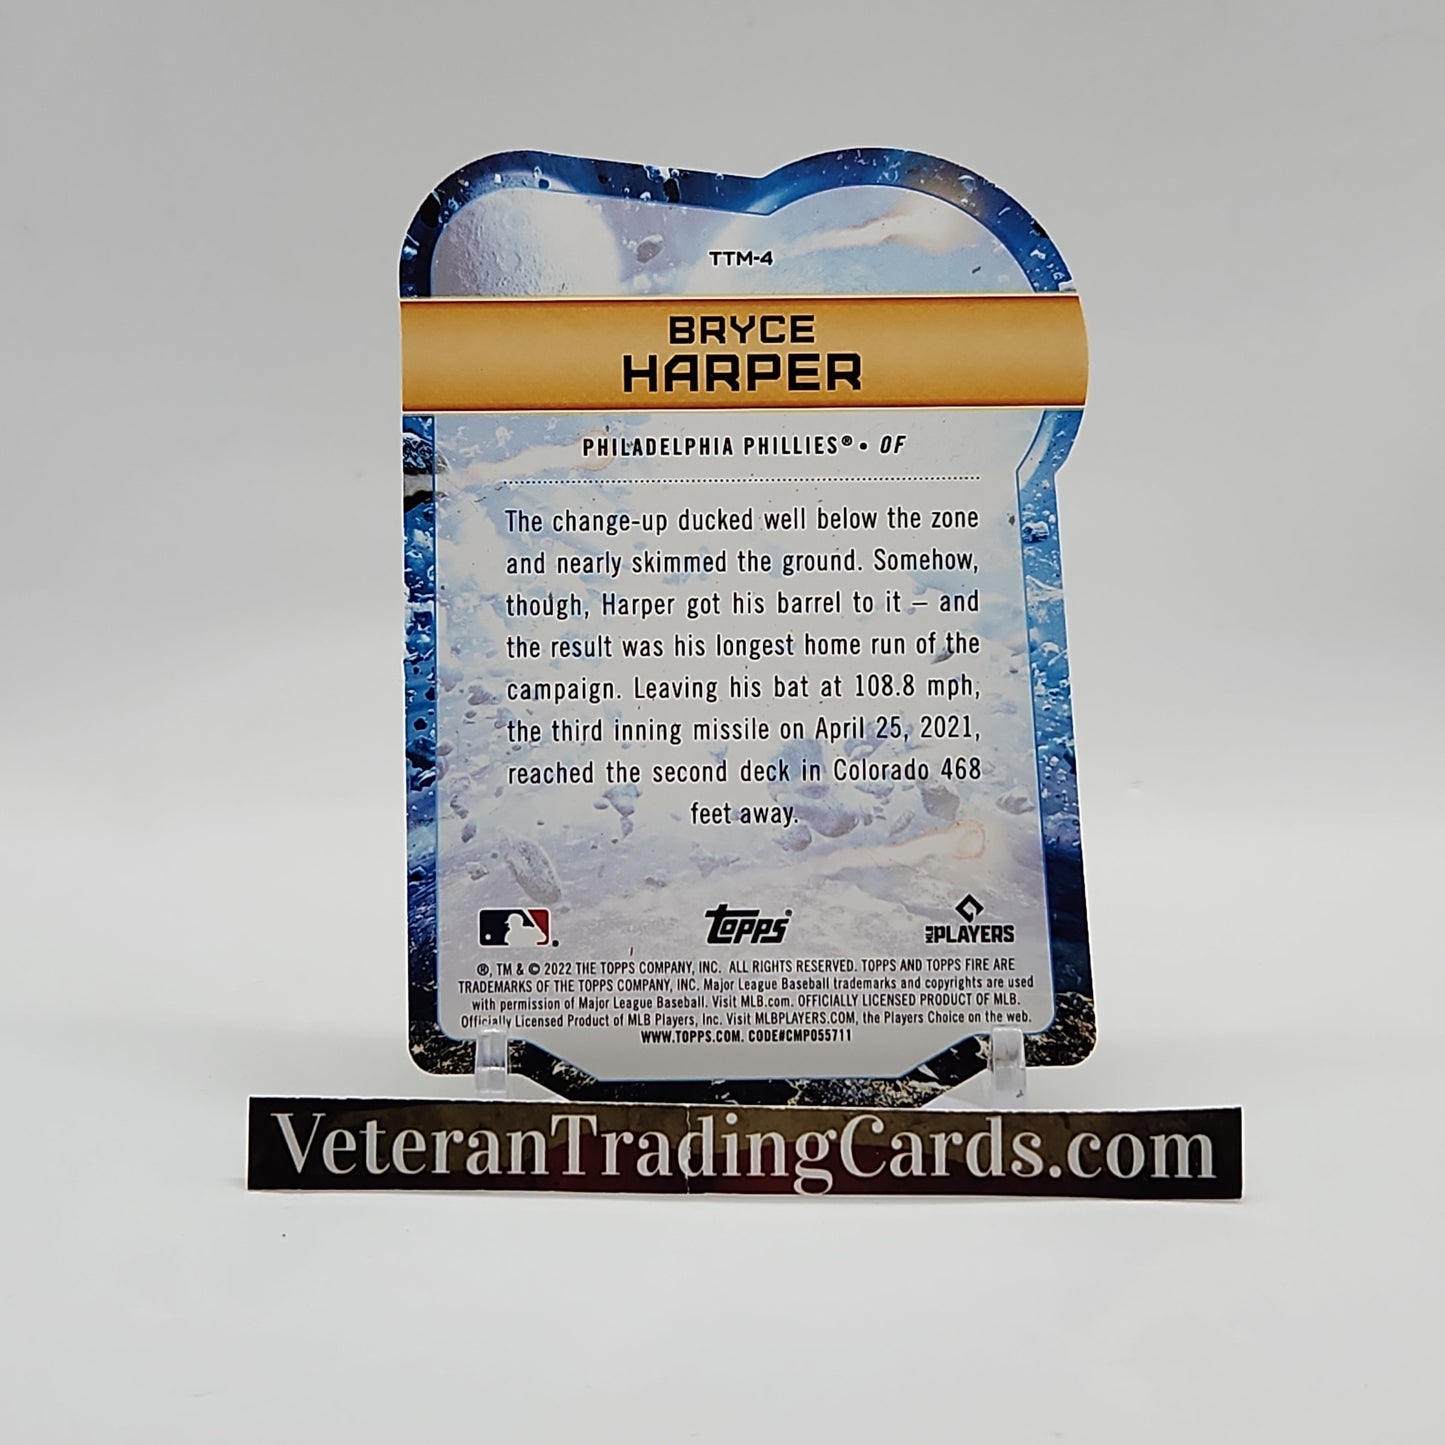 TTM-4
BRYCE
HARPER
PHILADELPHIA PHILLIES® • OF
The change-up ducked well below the zone
and nearly skimmed the ground. Somehow,
though, Harper got his barrel to it – and
the result was his longest home run of the
campaign. Leaving his bat at 108.8 mph,
the third inning missile on April 25, 2021,
reached the second deck in Colorado 468
feet away.
topps® MLB PLAYERS
®, TM & © 2022 THE TOPPS COMPANY, INC. ALL RIGHTS RESERVED. TOPPS AND TOPPS FIRE ARE
TRADEMARKS OF THE TOPPS COMPANY, INC. Major League Baseball trademarks and copyrights are used
with permission of Major League Baseball. Visit MLB.com. OFFICIALLY LICENSED PRODUCT OF MLB.
Officially Licensed Product of MLB Players, Inc. Visit MLBPLAYERS.COM, the Players Choice on the web.
WWW.TOPPS.COM. CODE#CMP055711
VeteranTradingCards.com